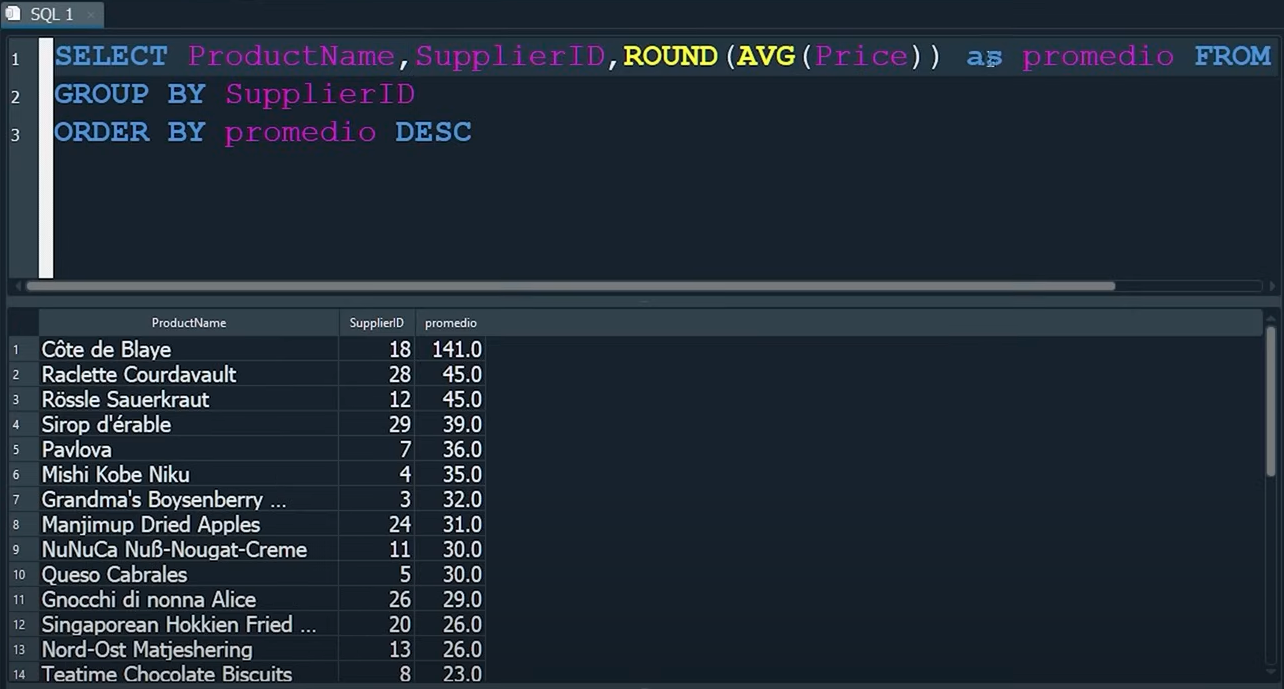 SQL 1
1 SELECT ProductName,SupplierID,ROUND(AVG(Price)) as promedio FROM
2 GROUP BY SupplierID
3 ORDER BY promedio DESC
ProductName SupplierID promedio
1 Côte de Blaye 18 141.0
2 Raclette Courdavault 28 45.0
3 Rössle Sauerkraut 12 45.0
4 Sirop d'érable 29 39.0
5 Pavlova 7 36.0
6 Mishi Kobe Niku 4 35.0
7 Grandma's Boysenberry ... 3 32.0
8 Manjimup Dried Apples 24 31.0
9 NuNuCa Nuß-Nougat-Creme 11 30.0
10 Queso Cabrales 5 30.0
11 Gnocchi di nonna Alice 26 29.0
12 Singaporean Hokkien Fried ... 20 26.0
13 Nord-Ost Matjeshering 13 26.0
14 Teatime Chocolate Biscuits 8 23.0